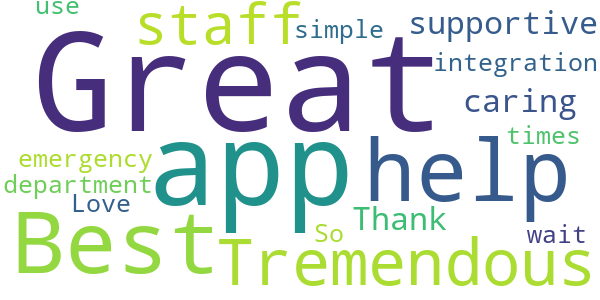 use
staff
simple
supportive
Great
integration
caring
app
help
times
emergency
department
Love
Best
Thank
So
wait
Tremendous